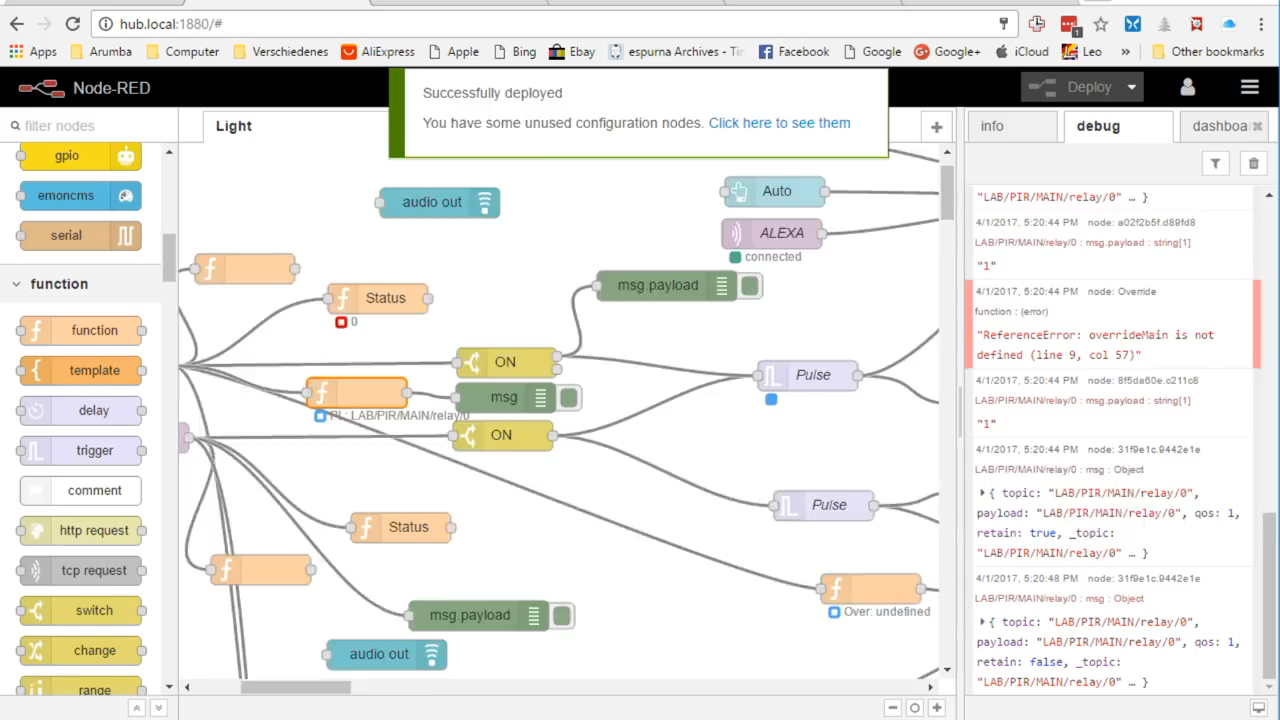 hub.local:1880/#
1
Apps Arumba Computer Verschiedenes AliExpress Apple Bing Ebay espurna Archives - Tin Facebook Google Google+ iCloud Leo » Other bookmarks
Node-RED
Deploy
Successfully deployed
You have some unused configuration nodes. Click here to see them
filter nodes
Light
info
debug
dashboa
gpio
emoncms
serial
function
function
template
delay
trigger
comment
http request
tcp request
switch
change
range
audio out
Auto
ALEXA
connected
Status
0
msg.payload
ON
Pulse
msg
PL: LAB/PIR/MAIN/relay/0
ON
Pulse
Status
Over: undefined
msg.payload
audio out
"LAB/PIR/MAIN/relay/0" … }
4/1/2017, 5:20:44 PM node: a02f2b5f.d89fd8
LAB/PIR/MAIN/relay/0 : msg.payload : string[1]
"1"
4/1/2017, 5:20:44 PM node: Override
function : (error)
"ReferenceError: overrideMain is not
defined (line 9, col 57)"
4/1/2017, 5:20:44 PM node: 8f5da60e.c211c8
LAB/PIR/MAIN/relay/0 : msg.payload : string[1]
"1"
4/1/2017, 5:20:44 PM node: 31f9e1c.9442e1e
LAB/PIR/MAIN/relay/0 : msg : Object
{ topic: "LAB/PIR/MAIN/relay/0",
payload: "LAB/PIR/MAIN/relay/0", qos: 1,
retain: true, _topic:
"LAB/PIR/MAIN/relay/0" … }
4/1/2017, 5:20:48 PM node: 31f9e1c.9442e1e
LAB/PIR/MAIN/relay/0 : msg : Object
{ topic: "LAB/PIR/MAIN/relay/0",
payload: "LAB/PIR/MAIN/relay/0", qos: 1,
retain: false, _topic:
"LAB/PIR/MAIN/relay/0" … }